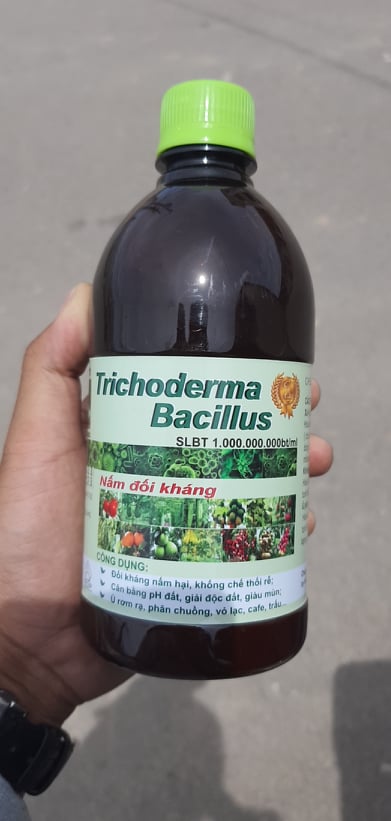 Trichoderma
Bacillus
SLBT 1.000.000.000bt/ml
Nấm đối kháng
CÔNG DỤNG:
Đối kháng nấm hại, khống chế thối rễ;
Cân bằng pH đất, giải độc đất, giàu mùn;
Ủ rơm rạ, phân chuồng, vỏ lạc, cafe, trấu...